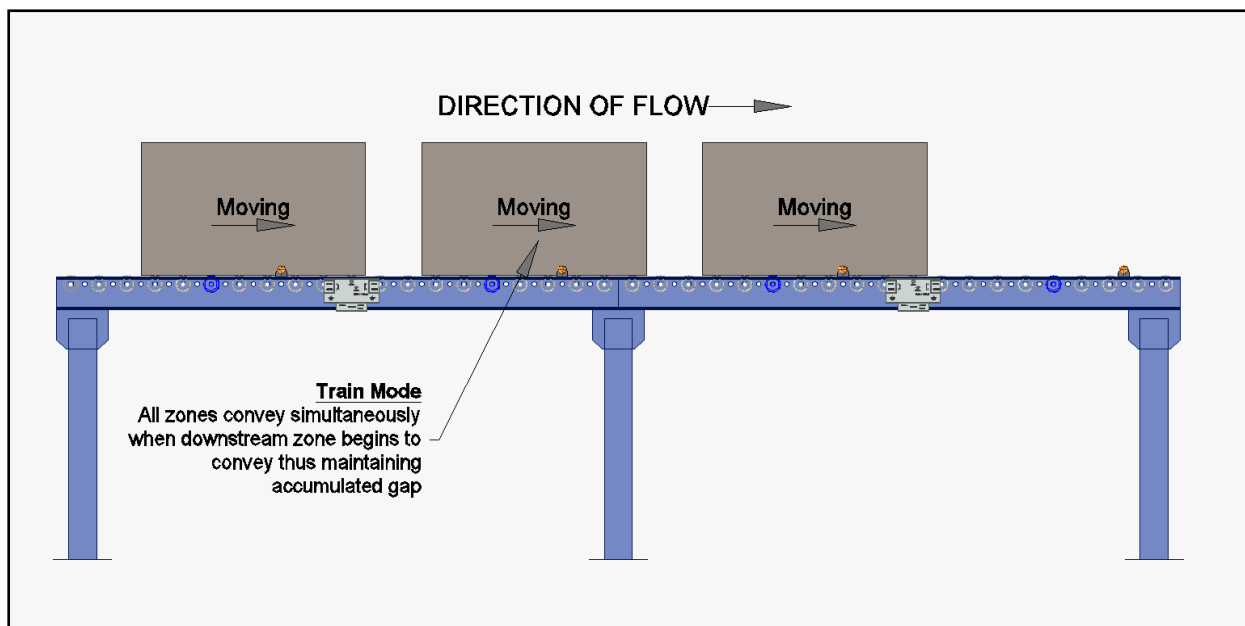 DIRECTION OF FLOW
Moving
Moving
Moving
Train Mode
All zones convey simultaneously
when downstream zone begins to
convey thus maintaining
accumulated gap